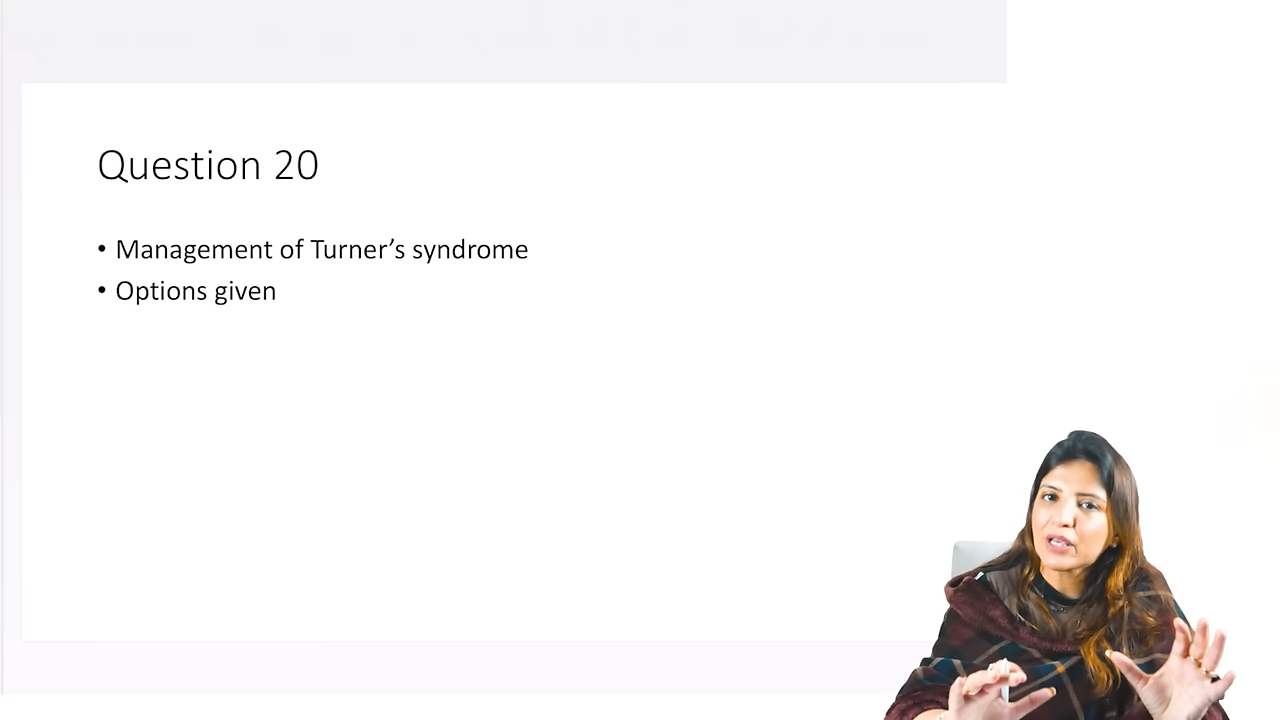 Question 20
• Management of Turner’s syndrome
• Options given